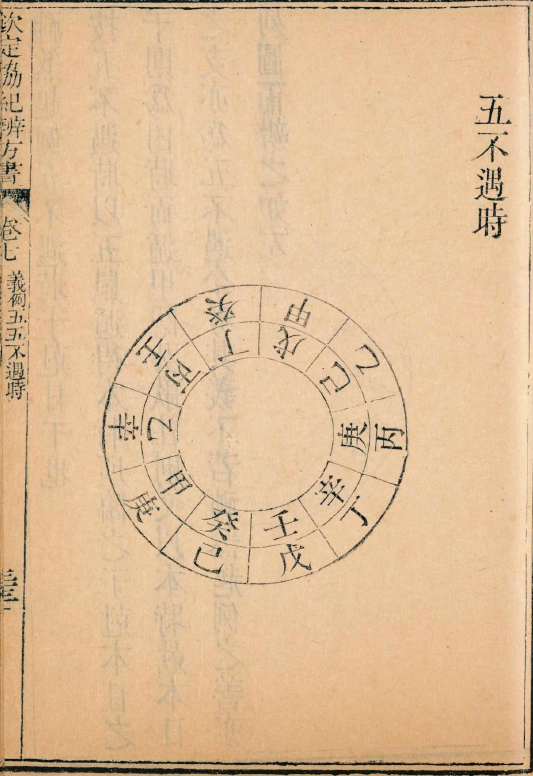 五不遇時
甲乙丙丁戊己庚辛壬癸
戊己庚辛壬癸甲乙丙丁
欽定協紀辨方書
卷七
義例五
五不遇時